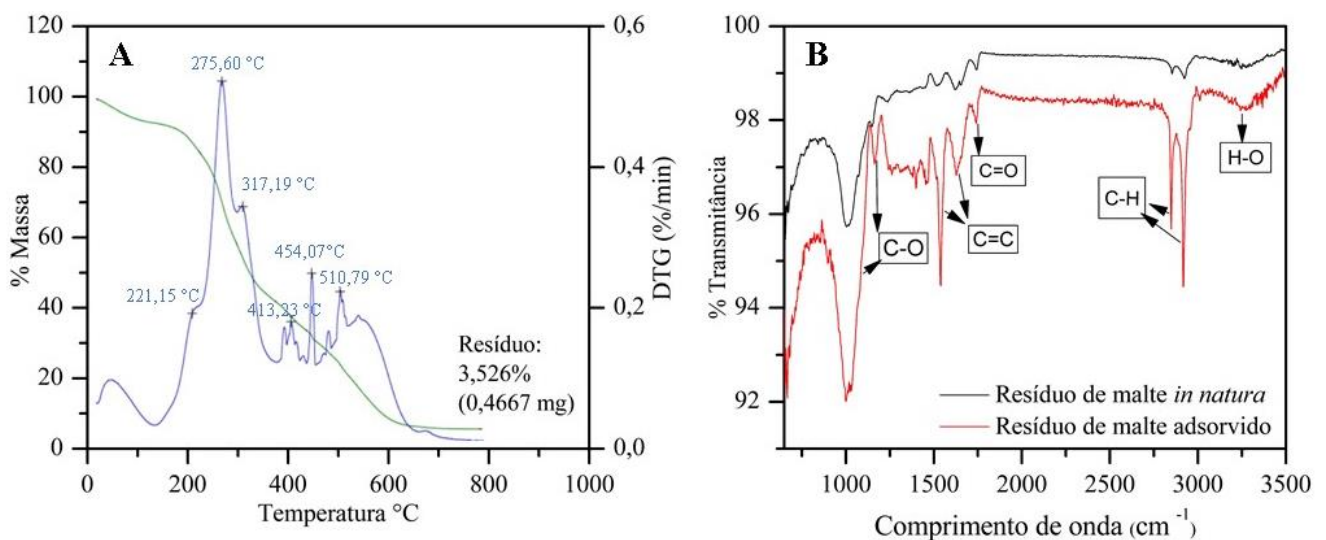 A
120
100
80
60
40
20
0
% Massa
0,6
0,4
0,2
0,0
DTG (%/min)
275,60 °C
317,19 °C
454,07°C
510,79 °C
221,15 °C
413,23 °C
Resíduo:
3,526%
(0,4667 mg)
0 200 400 600 800 1000
Temperatura °C
B
100
98
96
94
92
% Transmitância
H-O
C=O
C-H
C=C
C-O
Resíduo de malte in natura
Resíduo de malte adsorvido
1000 1500 2000 2500 3000 3500
Comprimento de onda (cm -1)